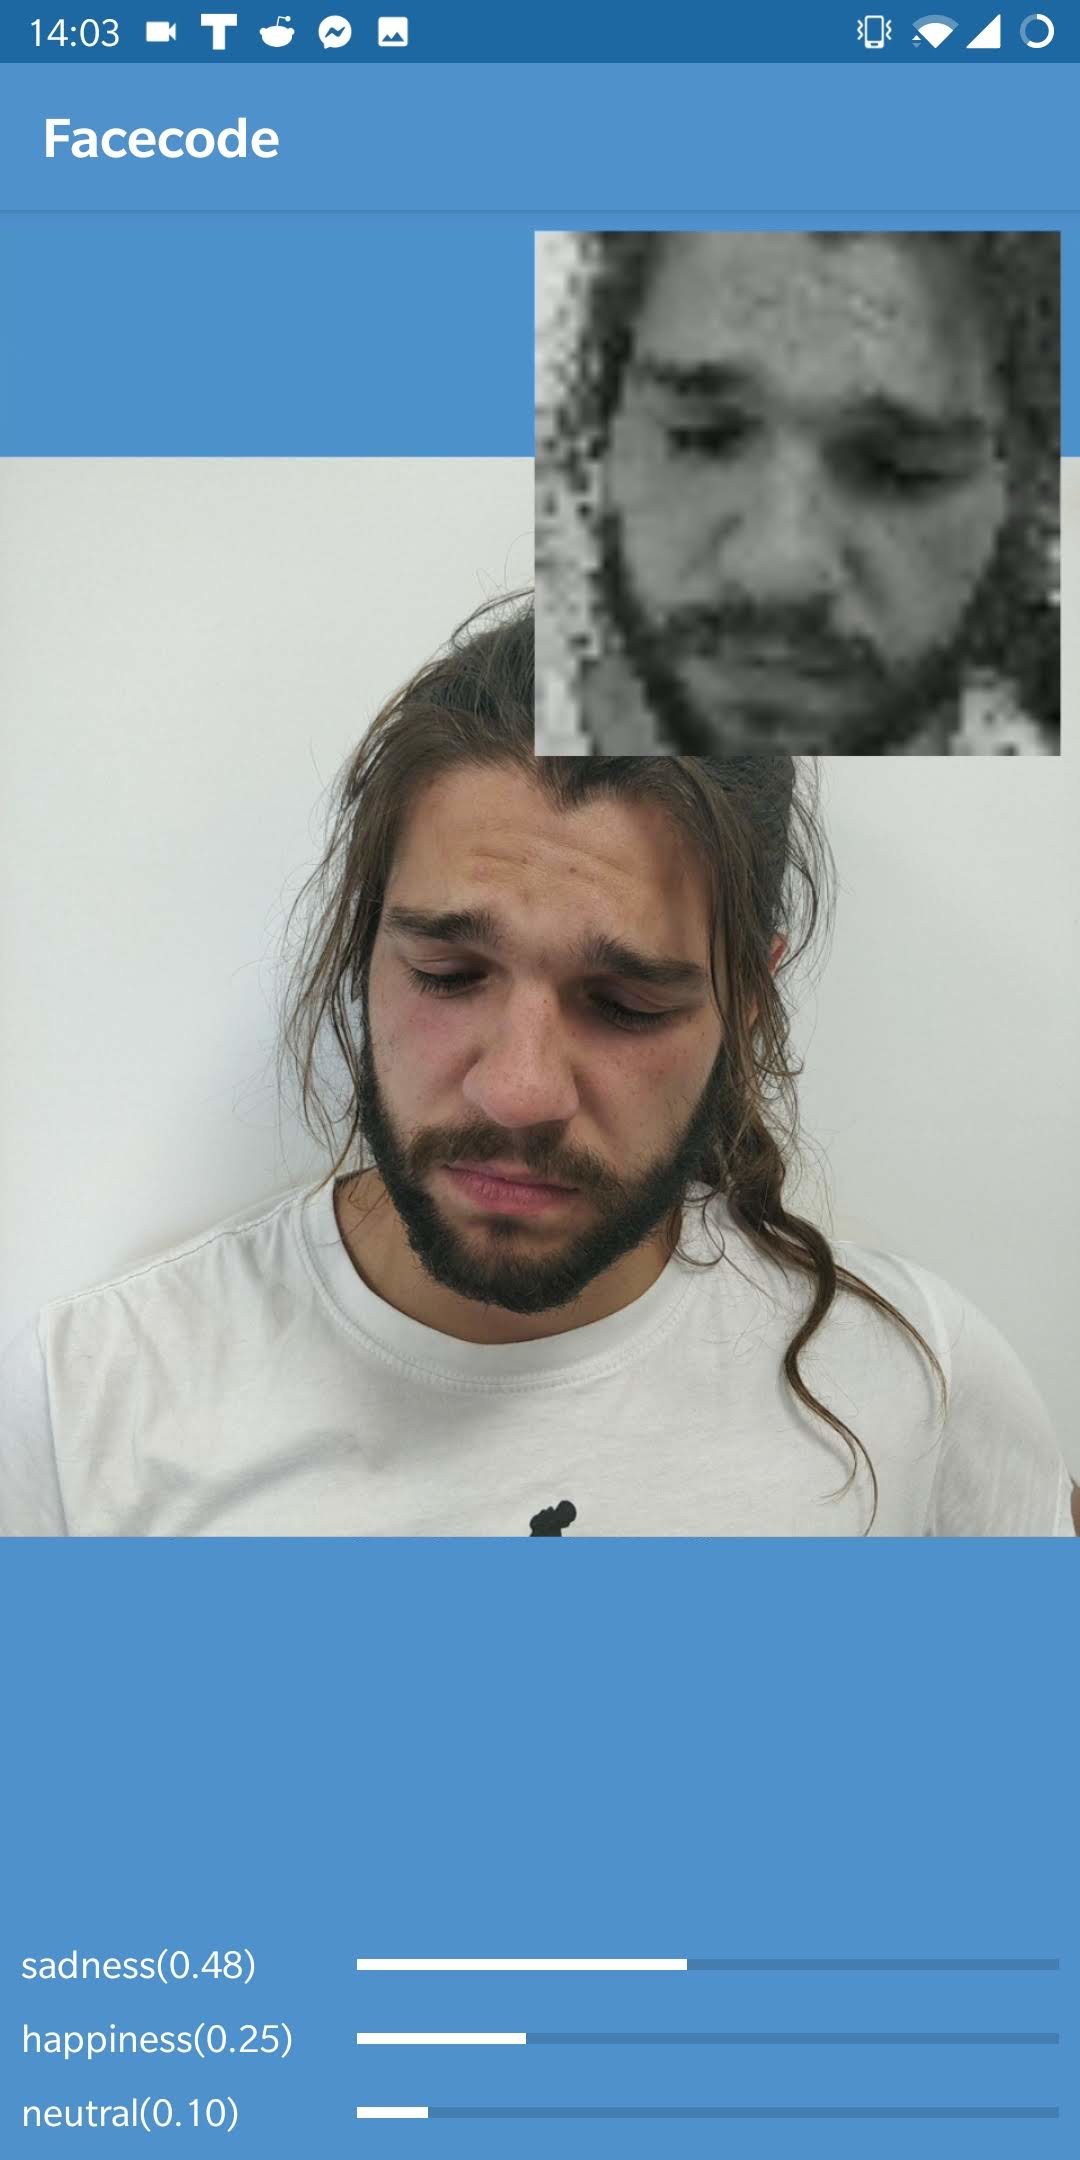 14:03
Facecode
sadness(0.48)
happiness(0.25)
neutral(0.10)